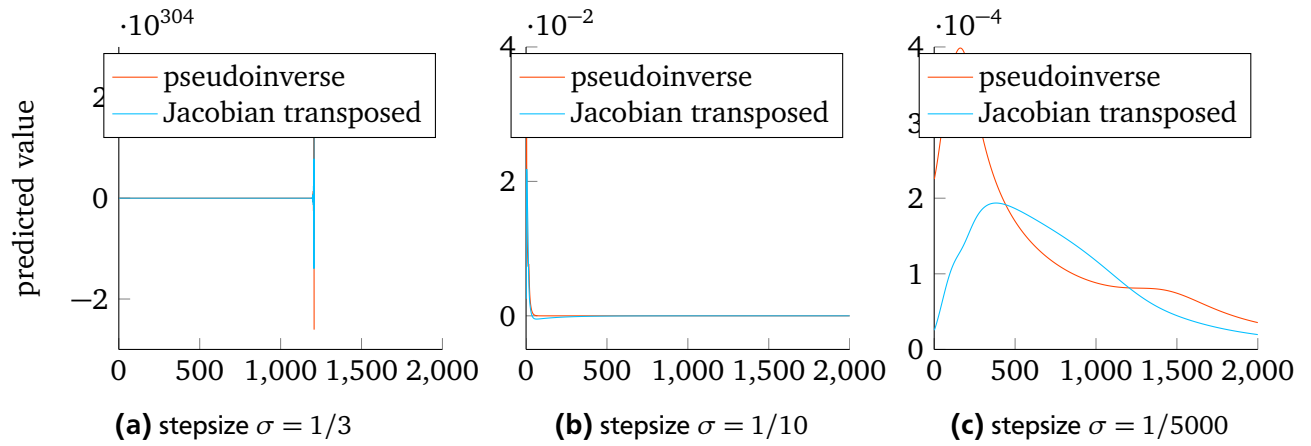 ·10^304
·10^−2
·10^−4
predicted value
2
0
−2
pseudoinverse
Jacobian transposed
0 500 1,000 1,500 2,000
(a) stepsize σ = 1/3
4
2
0
pseudoinverse
Jacobian transposed
0 500 1,000 1,500 2,000
(b) stepsize σ = 1/10
4
3
2
1
0
pseudoinverse
Jacobian transposed
0 500 1,000 1,500 2,000
(c) stepsize σ = 1/5000